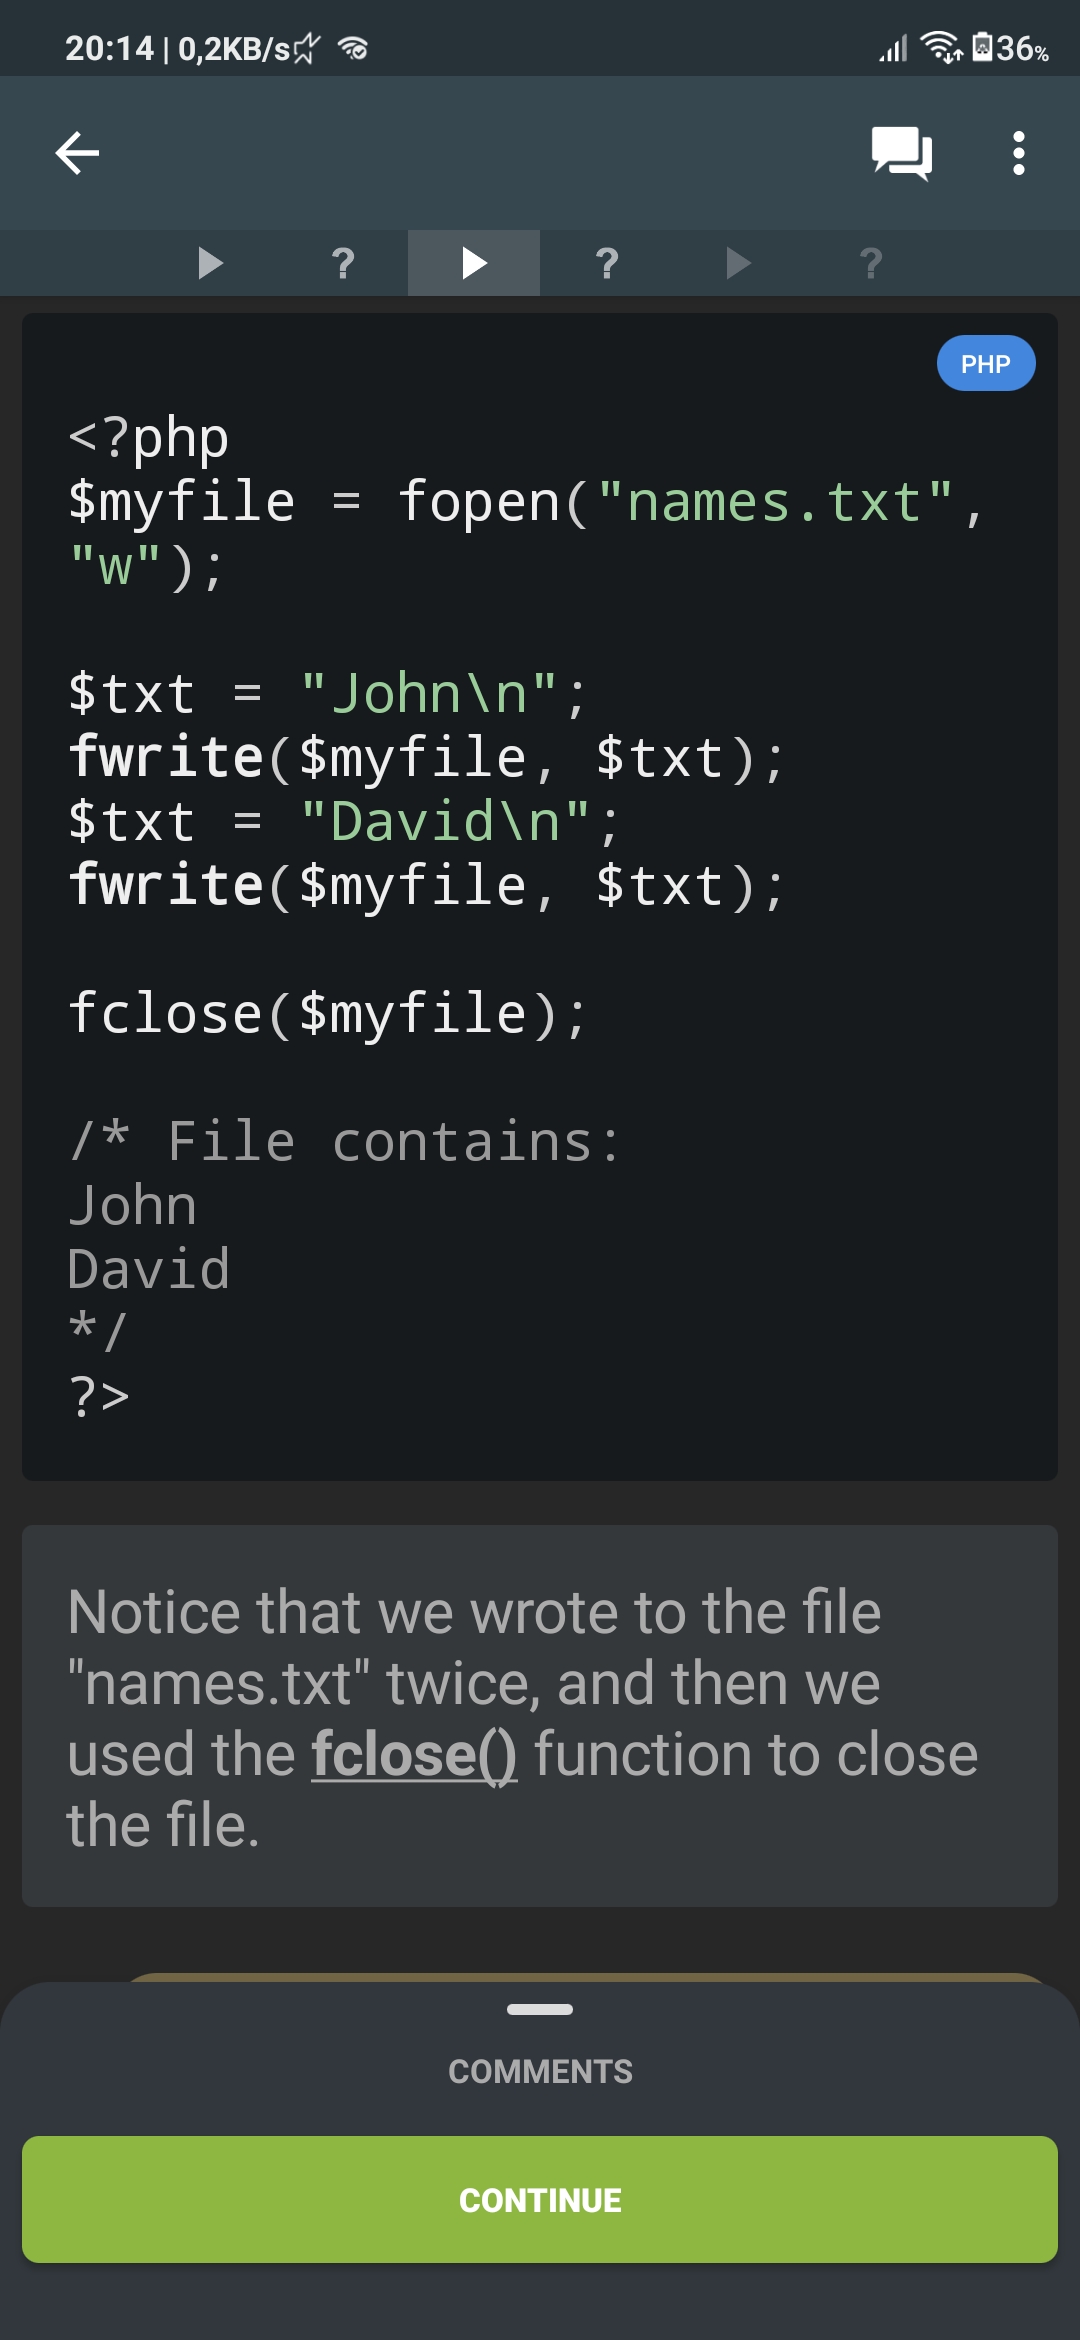 20:14 | 0,2KB/s
36%
? ? ?
PHP
<?php
$myfile = fopen("names.txt",
"w");
$txt = "John\n";
fwrite($myfile, $txt);
$txt = "David\n";
fwrite($myfile, $txt);
fclose($myfile);
/* File contains:
John
David
*/
?>
Notice that we wrote to the file
"names.txt" twice, and then we
used the fclose() function to close
the file.
COMMENTS
CONTINUE